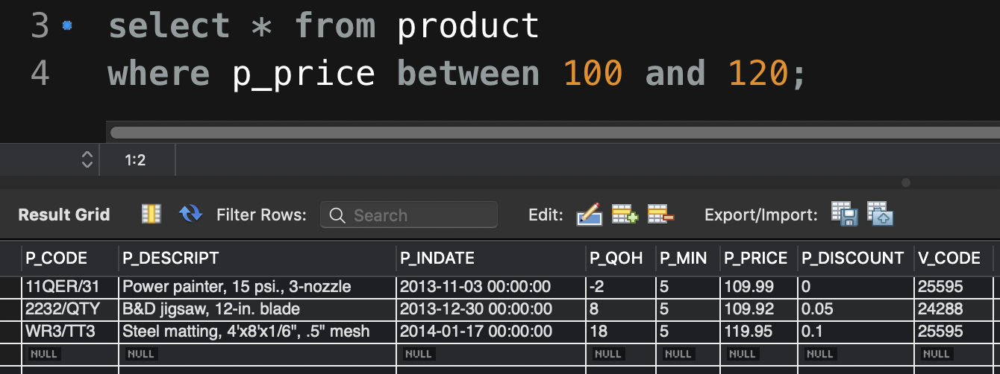 3 select * from product
4 where p_price between 100 and 120;
1:2
Result Grid Filter Rows: Search Edit: Export/Import:
P_CODE P_DESCRIPT P_INDATE P_QOH P_MIN P_PRICE P_DISCOUNT V_CODE
11QER/31 Power painter, 15 psi., 3-nozzle 2013-11-03 00:00:00 -2 5 109.99 0 25595
2232/QTY B&D jigsaw, 12-in. blade 2013-12-30 00:00:00 8 5 109.92 0.05 24288
WR3/TT3 Steel matting, 4'x8'x1/6", .5" mesh 2014-01-17 00:00:00 18 5 119.95 0.1 25595
NULL NULL NULL NULL NULL NULL NULL NULL